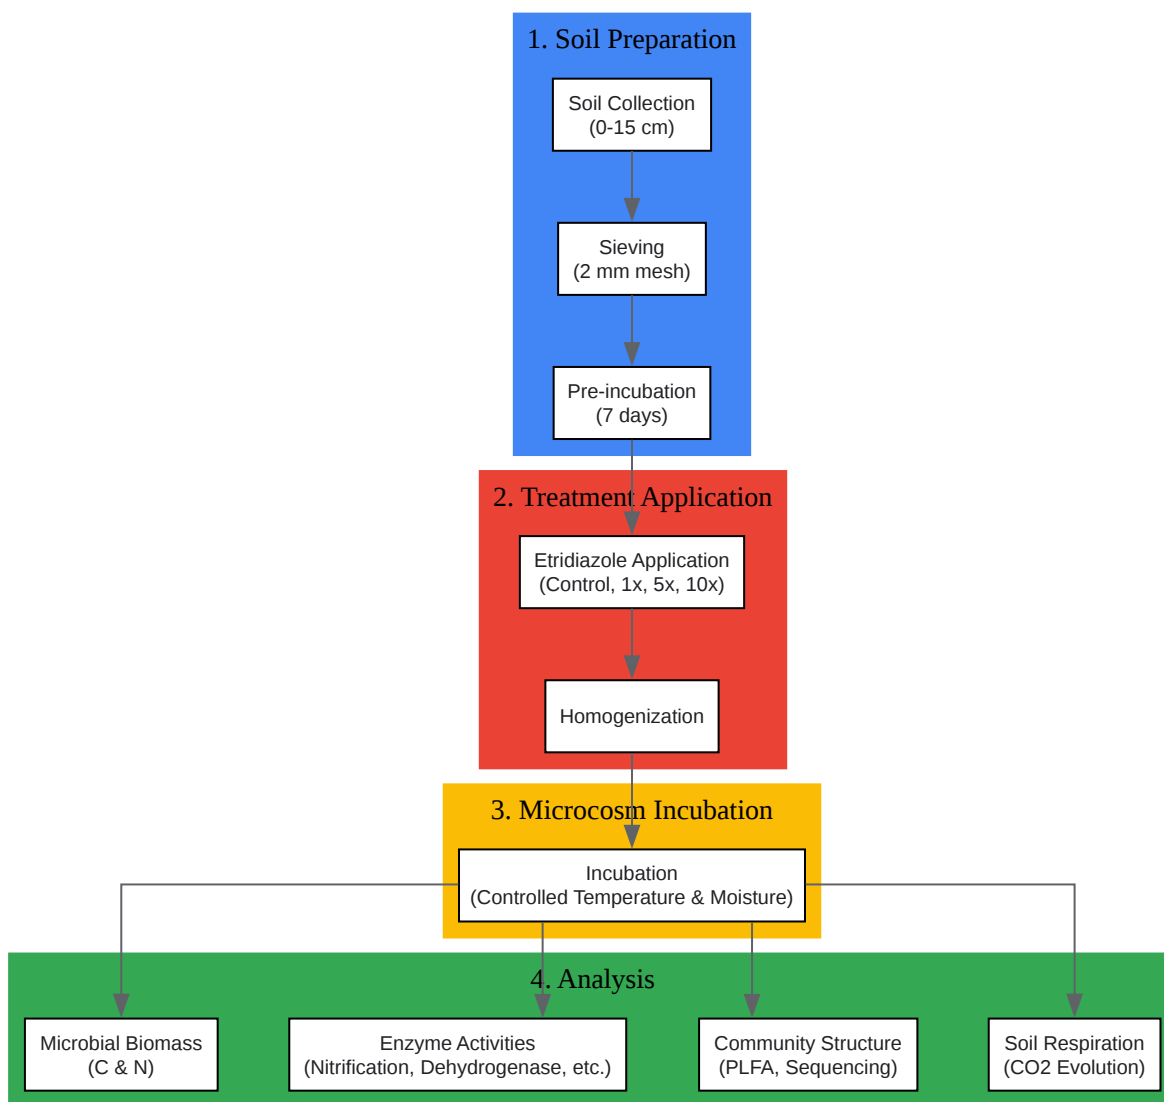 1. Soil Preparation
Soil Collection
(0-15 cm)
Sieving
(2 mm mesh)
Pre-incubation
(7 days)
2. Treatment Application
Etridiazole Application
(Control, 1x, 5x, 10x)
Homogenization
3. Microcosm Incubation
Incubation
(Controlled Temperature & Moisture)
4. Analysis
Microbial Biomass
(C & N)
Enzyme Activities
(Nitrification, Dehydrogenase, etc.)
Community Structure
(PLFA, Sequencing)
Soil Respiration
(CO2 Evolution)